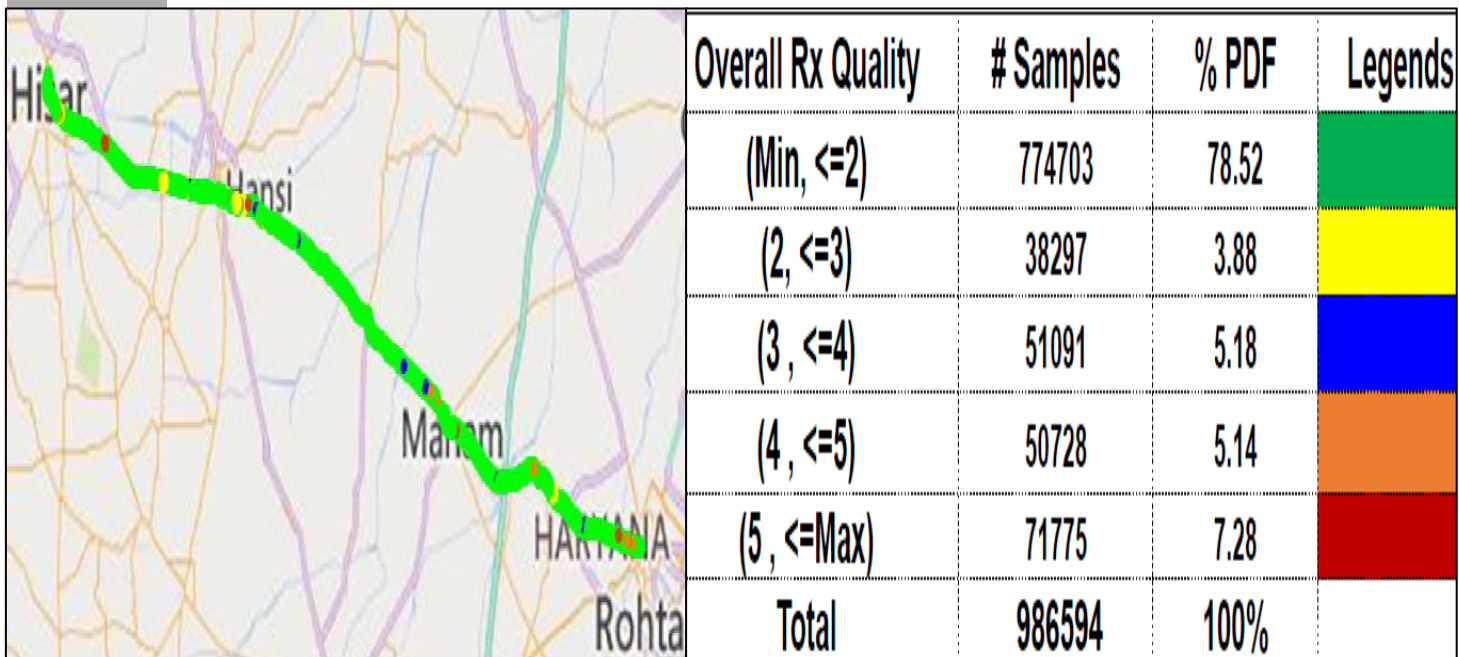 Hisar
Hansi
Maham
HARYANA
Rohta
Overall Rx Quality # Samples % PDF Legends
(Min, <=2) 774703 78.52
(2, <=3) 38297 3.88
(3 , <=4) 51091 5.18
(4 , <=5) 50728 5.14
(5 , <=Max) 71775 7.28
Total 986594 100%